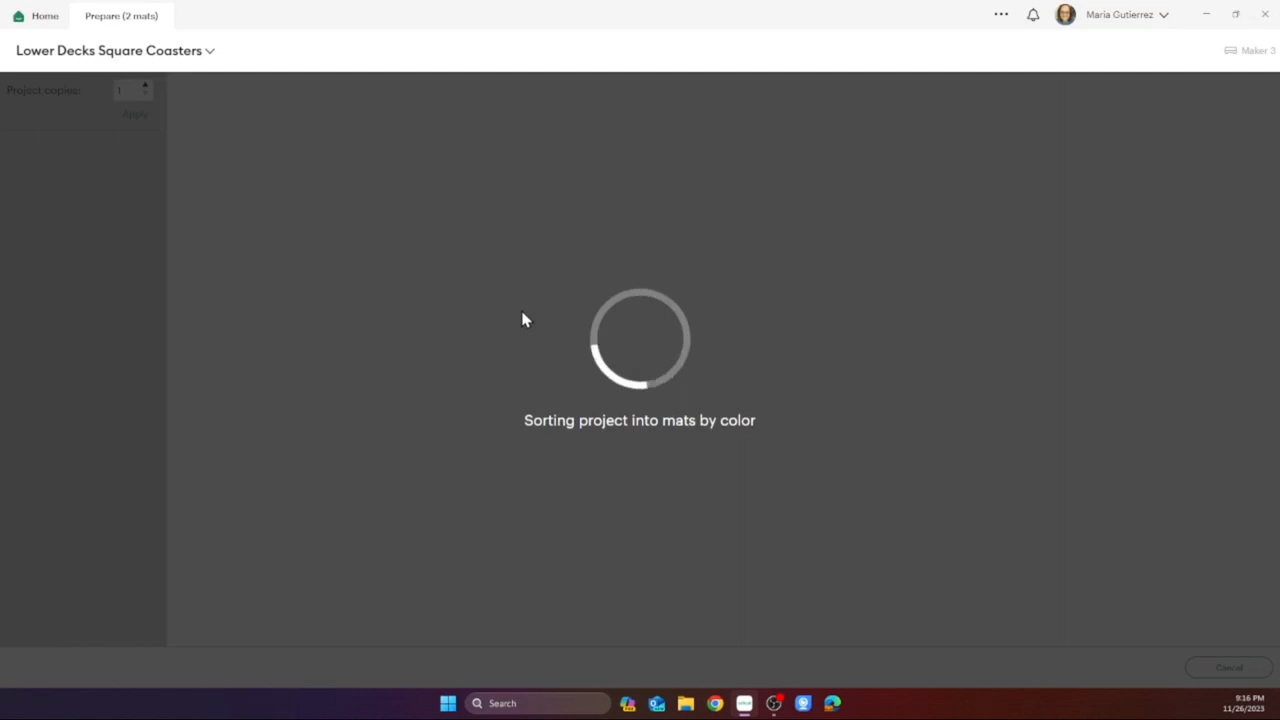 Home
Prepare (2 mats)
Maria Gutierrez
Lower Decks Square Coasters
Maker 3
Project copies:
1
Apply
Sorting project into mats by color
Cancel
Search
9:16 PM
11/26/2023